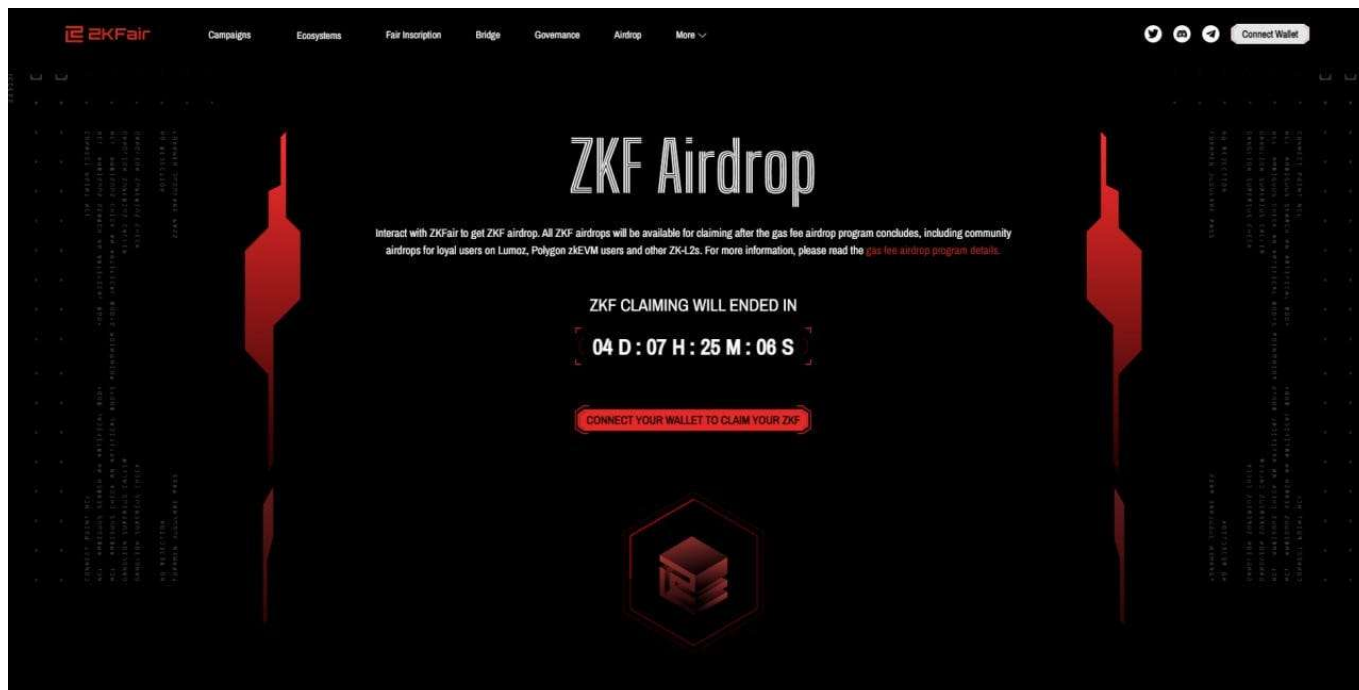 ZKFair
Campaigns
Ecosystems
Fair Inscription
Bridge
Governance
Airdrop
More
Connect Wallet
ZKF Airdrop
Interact with ZKFair to get ZKF airdrop. All ZKF airdrops will be available for claiming after the gas fee airdrop program concludes, including community
airdrops for loyal users on Lumoz, Polygon zkEVM users and other ZK-L2s. For more information, please read the gas fee airdrop program details.
ZKF CLAIMING WILL ENDED IN
04 D : 07 H : 25 M : 06 S
CONNECT YOUR WALLET TO CLAIM YOUR ZKF